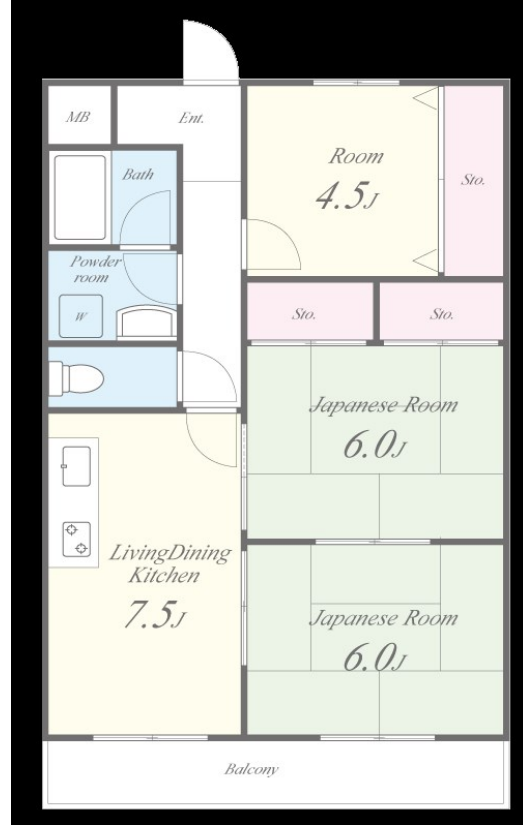 MB
Ent.
Bath
Room
4.5J
Sto.
Powder
room
W
Sto.
Sto.
Japanese Room
6.0J
LivingDining
Kitchen
7.5J
Japanese Room
6.0J
Balcony